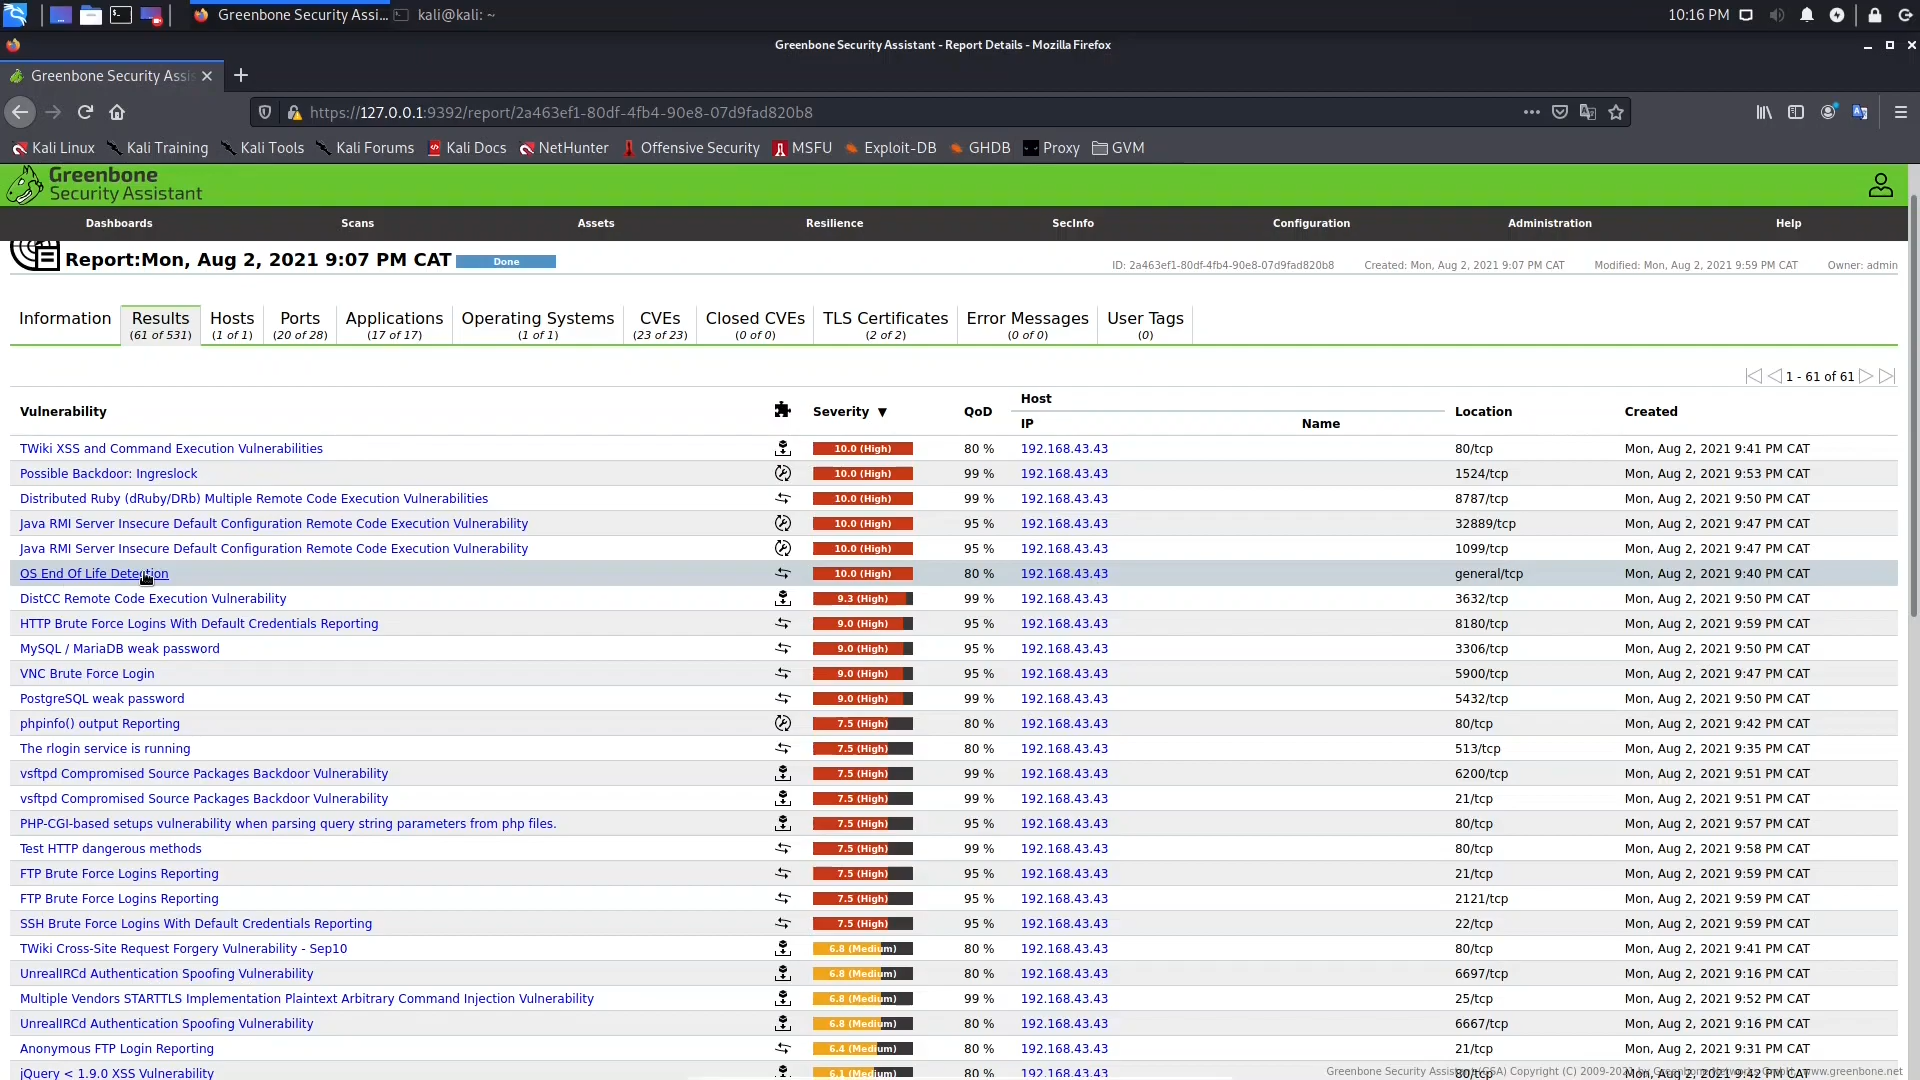 Greenbone Security Assi... kali@kali: ~ 10:16 PM
Greenbone Security Assistant - Report Details - Mozilla Firefox
Greenbone Security Assis
https://127.0.0.1:9392/report/2a463ef1-80df-4fb4-90e8-07d9fad820b8
Kali Linux Kali Training Kali Tools Kali Forums Kali Docs NetHunter Offensive Security MSFU Exploit-DB GHDB Proxy GVM
Greenbone
Security Assistant
Dashboards Scans Assets Resilience SecInfo Configuration Administration Help
Report:Mon, Aug 2, 2021 9:07 PM CAT Done ID: 2a463ef1-80df-4fb4-90e8-07d9fad820b8 Created: Mon, Aug 2, 2021 9:07 PM CAT Modified: Mon, Aug 2, 2021 9:59 PM CAT Owner: admin
Information Results Hosts Ports Applications Operating Systems CVEs Closed CVEs TLS Certificates Error Messages User Tags
(61 of 531) (1 of 1) (20 of 28) (17 of 17) (1 of 1) (23 of 23) (0 of 0) (2 of 2) (0 of 0) (0)
1 - 61 of 61
Vulnerability Severity ▼ QoD Host Location Created
IP Name
TWiki XSS and Command Execution Vulnerabilities 10.0 (High) 80 % 192.168.43.43 80/tcp Mon, Aug 2, 2021 9:41 PM CAT
Possible Backdoor: Ingreslock 10.0 (High) 99 % 192.168.43.43 1524/tcp Mon, Aug 2, 2021 9:53 PM CAT
Distributed Ruby (dRuby/DRb) Multiple Remote Code Execution Vulnerabilities 10.0 (High) 99 % 192.168.43.43 8787/tcp Mon, Aug 2, 2021 9:50 PM CAT
Java RMI Server Insecure Default Configuration Remote Code Execution Vulnerability 10.0 (High) 95 % 192.168.43.43 32889/tcp Mon, Aug 2, 2021 9:47 PM CAT
Java RMI Server Insecure Default Configuration Remote Code Execution Vulnerability 10.0 (High) 95 % 192.168.43.43 1099/tcp Mon, Aug 2, 2021 9:47 PM CAT
OS End Of Life Detection 10.0 (High) 80 % 192.168.43.43 general/tcp Mon, Aug 2, 2021 9:40 PM CAT
DistCC Remote Code Execution Vulnerability 9.3 (High) 99 % 192.168.43.43 3632/tcp Mon, Aug 2, 2021 9:50 PM CAT
HTTP Brute Force Logins With Default Credentials Reporting 9.0 (High) 95 % 192.168.43.43 8180/tcp Mon, Aug 2, 2021 9:59 PM CAT
MySQL / MariaDB weak password 9.0 (High) 95 % 192.168.43.43 3306/tcp Mon, Aug 2, 2021 9:50 PM CAT
VNC Brute Force Login 9.0 (High) 95 % 192.168.43.43 5900/tcp Mon, Aug 2, 2021 9:47 PM CAT
PostgreSQL weak password 9.0 (High) 99 % 192.168.43.43 5432/tcp Mon, Aug 2, 2021 9:50 PM CAT
phpinfo() output Reporting 7.5 (High) 80 % 192.168.43.43 80/tcp Mon, Aug 2, 2021 9:42 PM CAT
The rlogin service is running 7.5 (High) 80 % 192.168.43.43 513/tcp Mon, Aug 2, 2021 9:35 PM CAT
vsftpd Compromised Source Packages Backdoor Vulnerability 7.5 (High) 99 % 192.168.43.43 6200/tcp Mon, Aug 2, 2021 9:51 PM CAT
vsftpd Compromised Source Packages Backdoor Vulnerability 7.5 (High) 99 % 192.168.43.43 21/tcp Mon, Aug 2, 2021 9:51 PM CAT
PHP-CGI-based setups vulnerability when parsing query string parameters from php files. 7.5 (High) 95 % 192.168.43.43 80/tcp Mon, Aug 2, 2021 9:57 PM CAT
Test HTTP dangerous methods 7.5 (High) 99 % 192.168.43.43 80/tcp Mon, Aug 2, 2021 9:58 PM CAT
FTP Brute Force Logins Reporting 7.5 (High) 95 % 192.168.43.43 21/tcp Mon, Aug 2, 2021 9:59 PM CAT
FTP Brute Force Logins Reporting 7.5 (High) 95 % 192.168.43.43 2121/tcp Mon, Aug 2, 2021 9:59 PM CAT
SSH Brute Force Logins With Default Credentials Reporting 7.5 (High) 95 % 192.168.43.43 22/tcp Mon, Aug 2, 2021 9:59 PM CAT
TWiki Cross-Site Request Forgery Vulnerability - Sep10 6.8 (Medium) 80 % 192.168.43.43 80/tcp Mon, Aug 2, 2021 9:41 PM CAT
UnrealIRCd Authentication Spoofing Vulnerability 6.8 (Medium) 80 % 192.168.43.43 6697/tcp Mon, Aug 2, 2021 9:16 PM CAT
Multiple Vendors STARTTLS Implementation Plaintext Arbitrary Command Injection Vulnerability 6.8 (Medium) 99 % 192.168.43.43 25/tcp Mon, Aug 2, 2021 9:52 PM CAT
UnrealIRCd Authentication Spoofing Vulnerability 6.8 (Medium) 80 % 192.168.43.43 6667/tcp Mon, Aug 2, 2021 9:16 PM CAT
Anonymous FTP Login Reporting 6.4 (Medium) 80 % 192.168.43.43 21/tcp Mon, Aug 2, 2021 9:31 PM CAT
jQuery < 1.9.0 XSS Vulnerability 6.1 (Medium) 80 % 192.168.43.43 80/tcp Mon, Aug 2, 2021 9:42 PM CAT
Greenbone Security Assistant (GSA) Copyright (C) 2009-202 www.greenbone.net